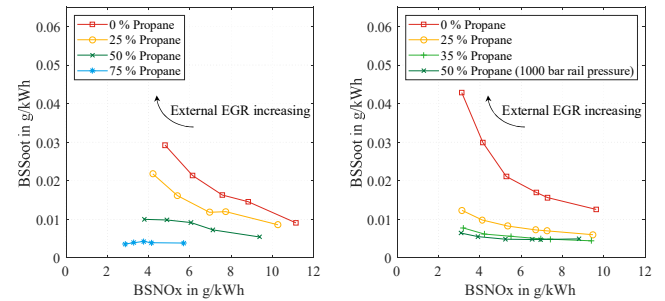 0.06
0.05
0.04
0.03
0.02
0.01
0
BSSoot in g/kWh
0 % Propane
25 % Propane
50 % Propane
75 % Propane
External EGR increasing
0 2 4 6 8 10 12
BSNOx in g/kWh
0.06
0.05
0.04
0.03
0.02
0.01
0
BSSoot in g/kWh
0 % Propane
25 % Propane
35 % Propane
50 % Propane (1000 bar rail pressure)
External EGR increasing
0 2 4 6 8 10 12
BSNOx in g/kWh